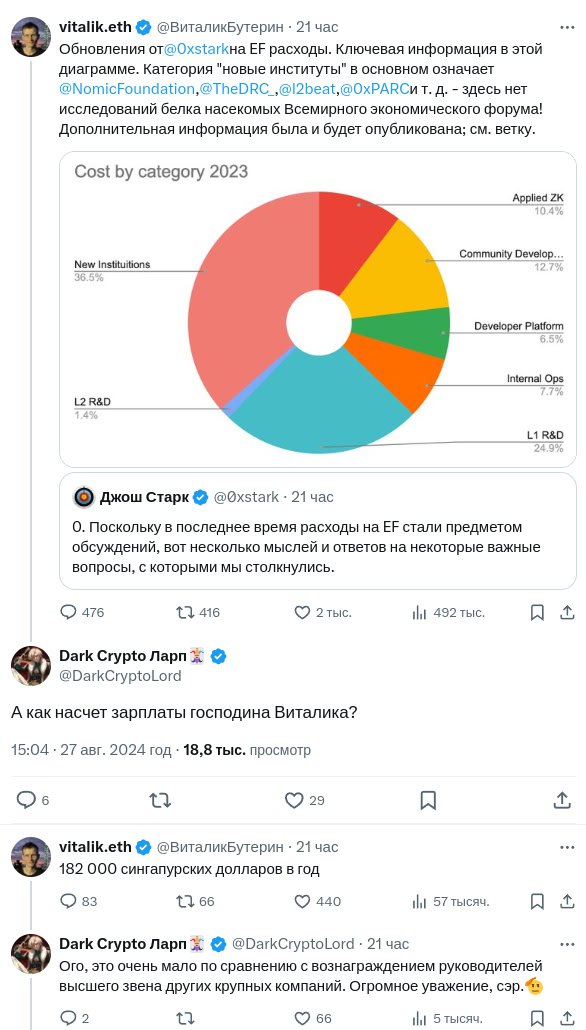 vitalik.eth @ВиталикБутерин · 21 час
Обновления от@0xstarkна EF расходы. Ключевая информация в этой
диаграмме. Категория "новые институты" в основном означает
@NomicFoundation,@TheDRC_,@l2beat,@0xPARCи т. д. - здесь нет
исследований белка насекомых Всемирного экономического форума!
Дополнительная информация была и будет опубликована; см. ветку.
Cost by category 2023
Applied ZK
10.4%
Community Develop...
12.7%
New Instituitions
36.5%
Developer Platform
6.5%
Internal Ops
7.7%
L2 R&D
1.4%
L1 R&D
24.9%
Джош Старк @0xstark · 21 час
0. Поскольку в последнее время расходы на EF стали предметом
обсуждений, вот несколько мыслей и ответов на некоторые важные
вопросы, с которыми мы столкнулись.
476 416 2 тыс. 492 тыс.
Dark Crypto Ларп🃏
@DarkCryptoLord
А как насчет зарплаты господина Виталика?
15:04 · 27 авг. 2024 год · 18,8 тыс. просмотр
6 29
vitalik.eth @ВиталикБутерин · 21 час
182 000 сингапурских долларов в год
83 66 440 57 тысяч.
Dark Crypto Ларп🃏 @DarkCryptoLord · 21 час
Ого, это очень мало по сравнению с вознаграждением руководителей
высшего звена других крупных компаний. Огромное уважение, сэр.🫡
2 66 5 тысяч.